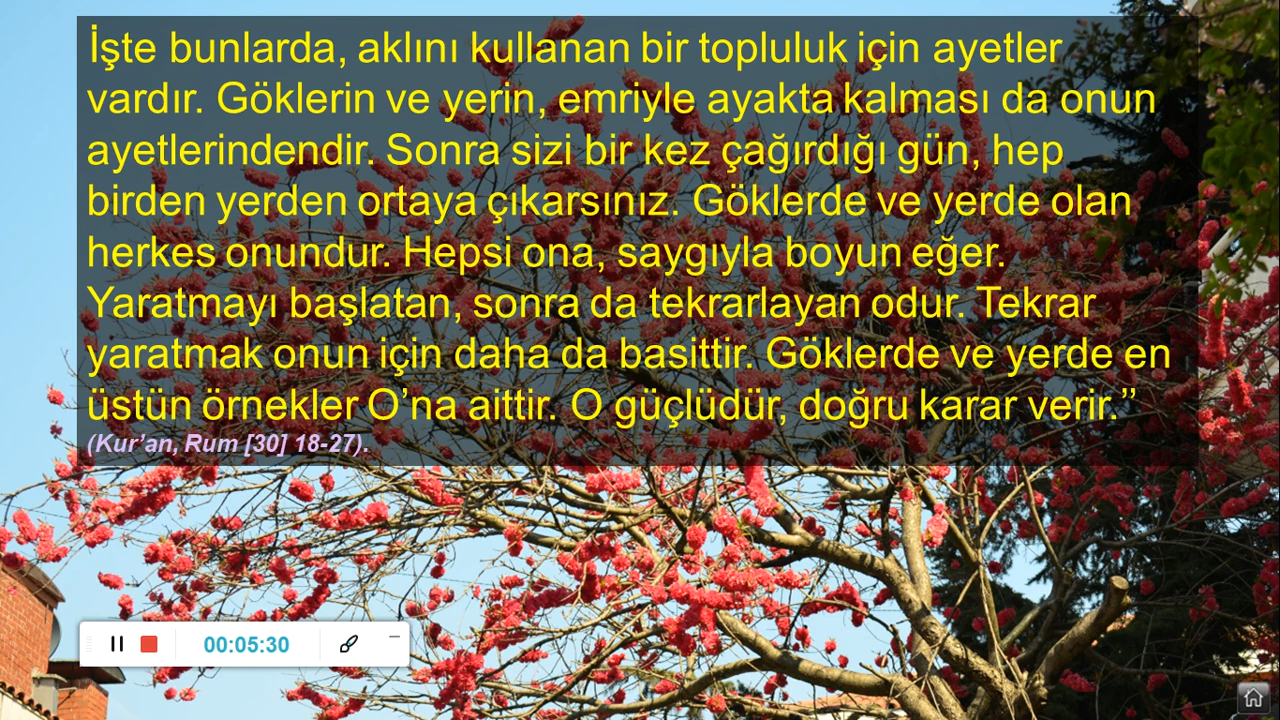 İşte bunlarda, aklını kullanan bir topluluk için ayetler
vardır. Göklerin ve yerin, emriyle ayakta kalması da onun
ayetlerindendir. Sonra sizi bir kez çağırdığı gün, hep
birden yerden ortaya çıkarsınız. Göklerde ve yerde olan
herkes onundur. Hepsi ona, saygıyla boyun eğer.
Yaratmayı başlatan, sonra da tekrarlayan odur. Tekrar
yaratmak onun için daha da basittir. Göklerde ve yerde en
üstün örnekler O’na aittir. O güçlüdür, doğru karar verir.’’
(Kur’an, Rum [30] 18-27).
00:05:30